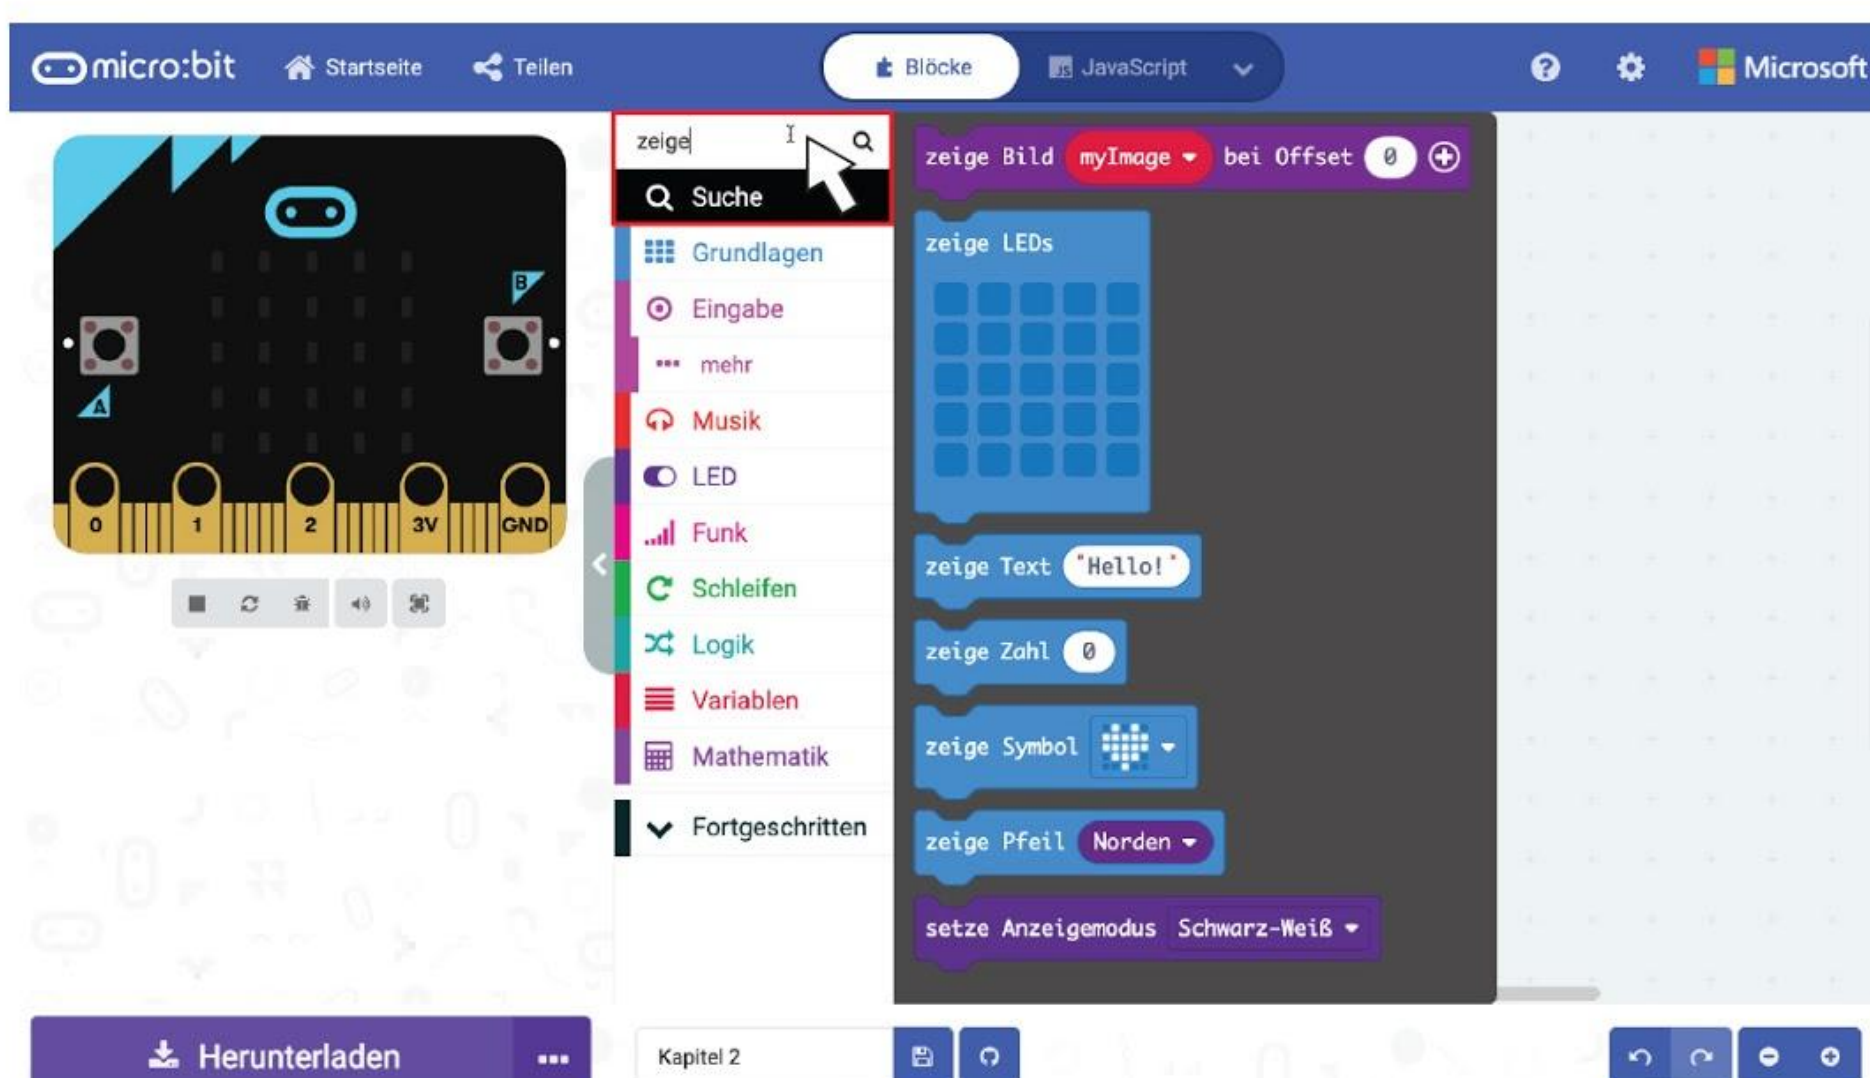 micro:bit Startseite Teilen Blöcke JavaScript Microsoft
zeige
Suche
Grundlagen
Eingabe
mehr
Musik
LED
Funk
Schleifen
Logik
Variablen
Mathematik
Fortgeschritten
zeige Bild myImage bei Offset 0
zeige LEDs
zeige Text "Hello!"
zeige Zahl 0
zeige Symbol
zeige Pfeil Norden
setze Anzeigemodus Schwarz-Weiß
B
A
0 1 2 3V GND
Herunterladen
Kapitel 2